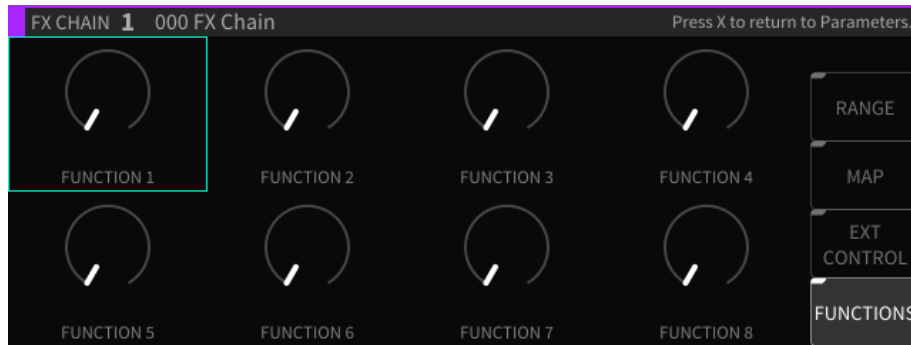 FX CHAIN 1 000 FX Chain Press X to return to Parameters.
RANGE
FUNCTION 1 FUNCTION 2 FUNCTION 3 FUNCTION 4 MAP
EXT
CONTROL
FUNCTIONS
FUNCTION 5 FUNCTION 6 FUNCTION 7 FUNCTION 8